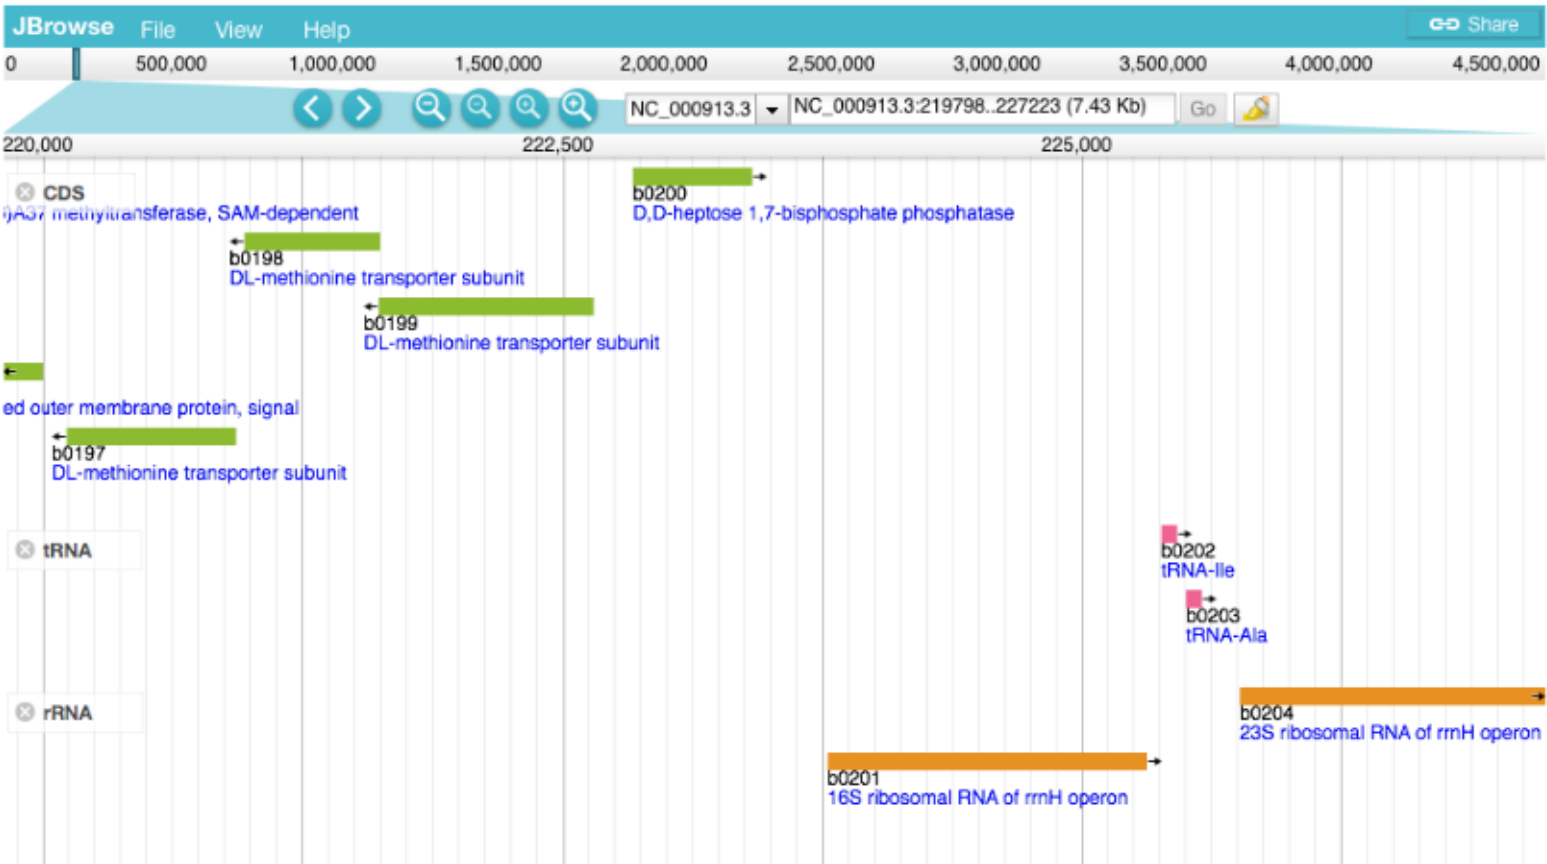 JBrowse File View Help Share
0 500,000 1,000,000 1,500,000 2,000,000 2,500,000 3,000,000 3,500,000 4,000,000 4,500,000
NC_000913.3 NC_000913.3:219798..227223 (7.43 Kb) Go
220,000 222,500 225,000
CDS
b0200
methyltransferase, SAM-dependent D,D-heptose 1,7-bisphosphate phosphatase
b0198
DL-methionine transporter subunit
b0199
DL-methionine transporter subunit
ed outer membrane protein, signal
b0197
DL-methionine transporter subunit
tRNA
b0202
tRNA-Ile
b0203
tRNA-Ala
rRNA
b0204
23S ribosomal RNA of rrnH operon
b0201
16S ribosomal RNA of rrnH operon